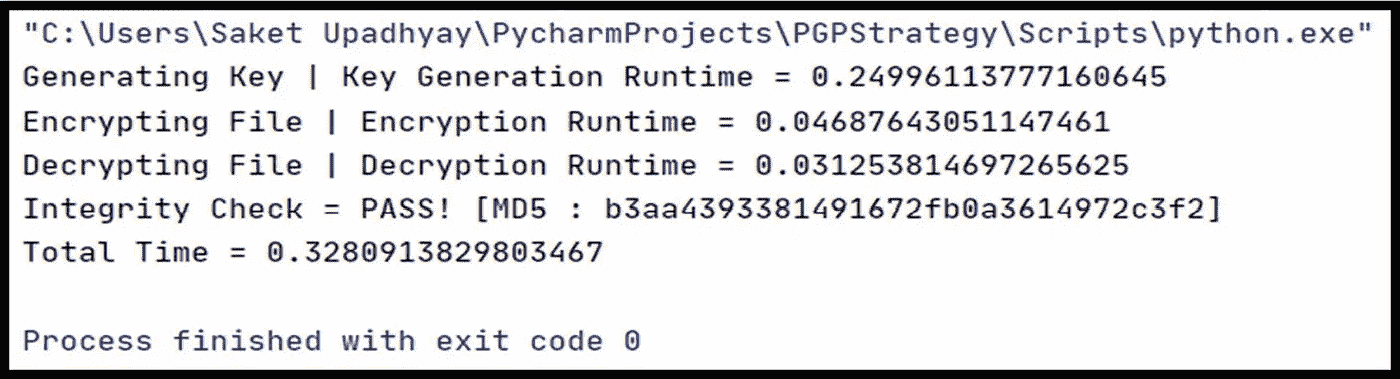 "C:\Users\Saket Upadhyay\PycharmProjects\PGPStrategy\Scripts\python.exe"
Generating Key | Key Generation Runtime = 0.24996113777160645
Encrypting File | Encryption Runtime = 0.04687643051147461
Decrypting File | Decryption Runtime = 0.031253814697265625
Integrity Check = PASS! [MD5 : b3aa4393381491672fb0a3614972c3f2]
Total Time = 0.3280913829803467
Process finished with exit code 0